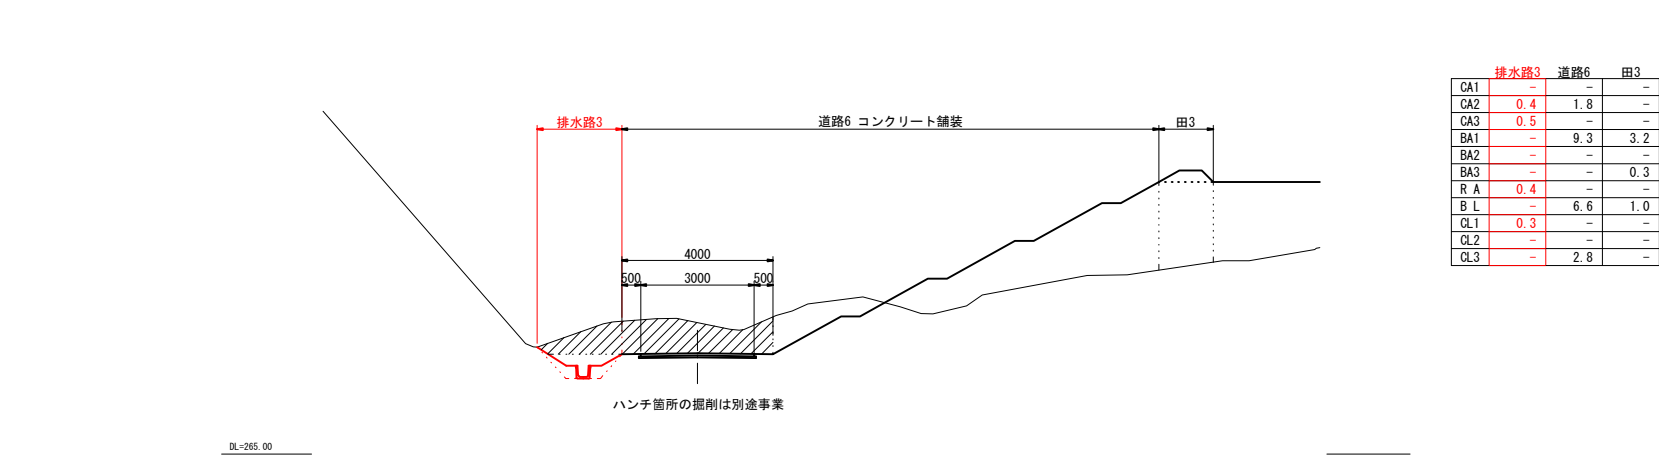 排水路3 道路6 田3
CA1 - - -
CA2 0.4 1.8 -
CA3 0.5 - -
BA1 - 9.3 3.2
BA2 - - -
BA3 - - 0.3
R A 0.4 - -
B L - 6.6 1.0
CL1 0.3 - -
CL2 - - -
CL3 - 2.8 -
排水路3 道路6 コンクリート舗装 田3
4000
500 3000 500
ハンチ箇所の掘削は別途事業
DL=265.00